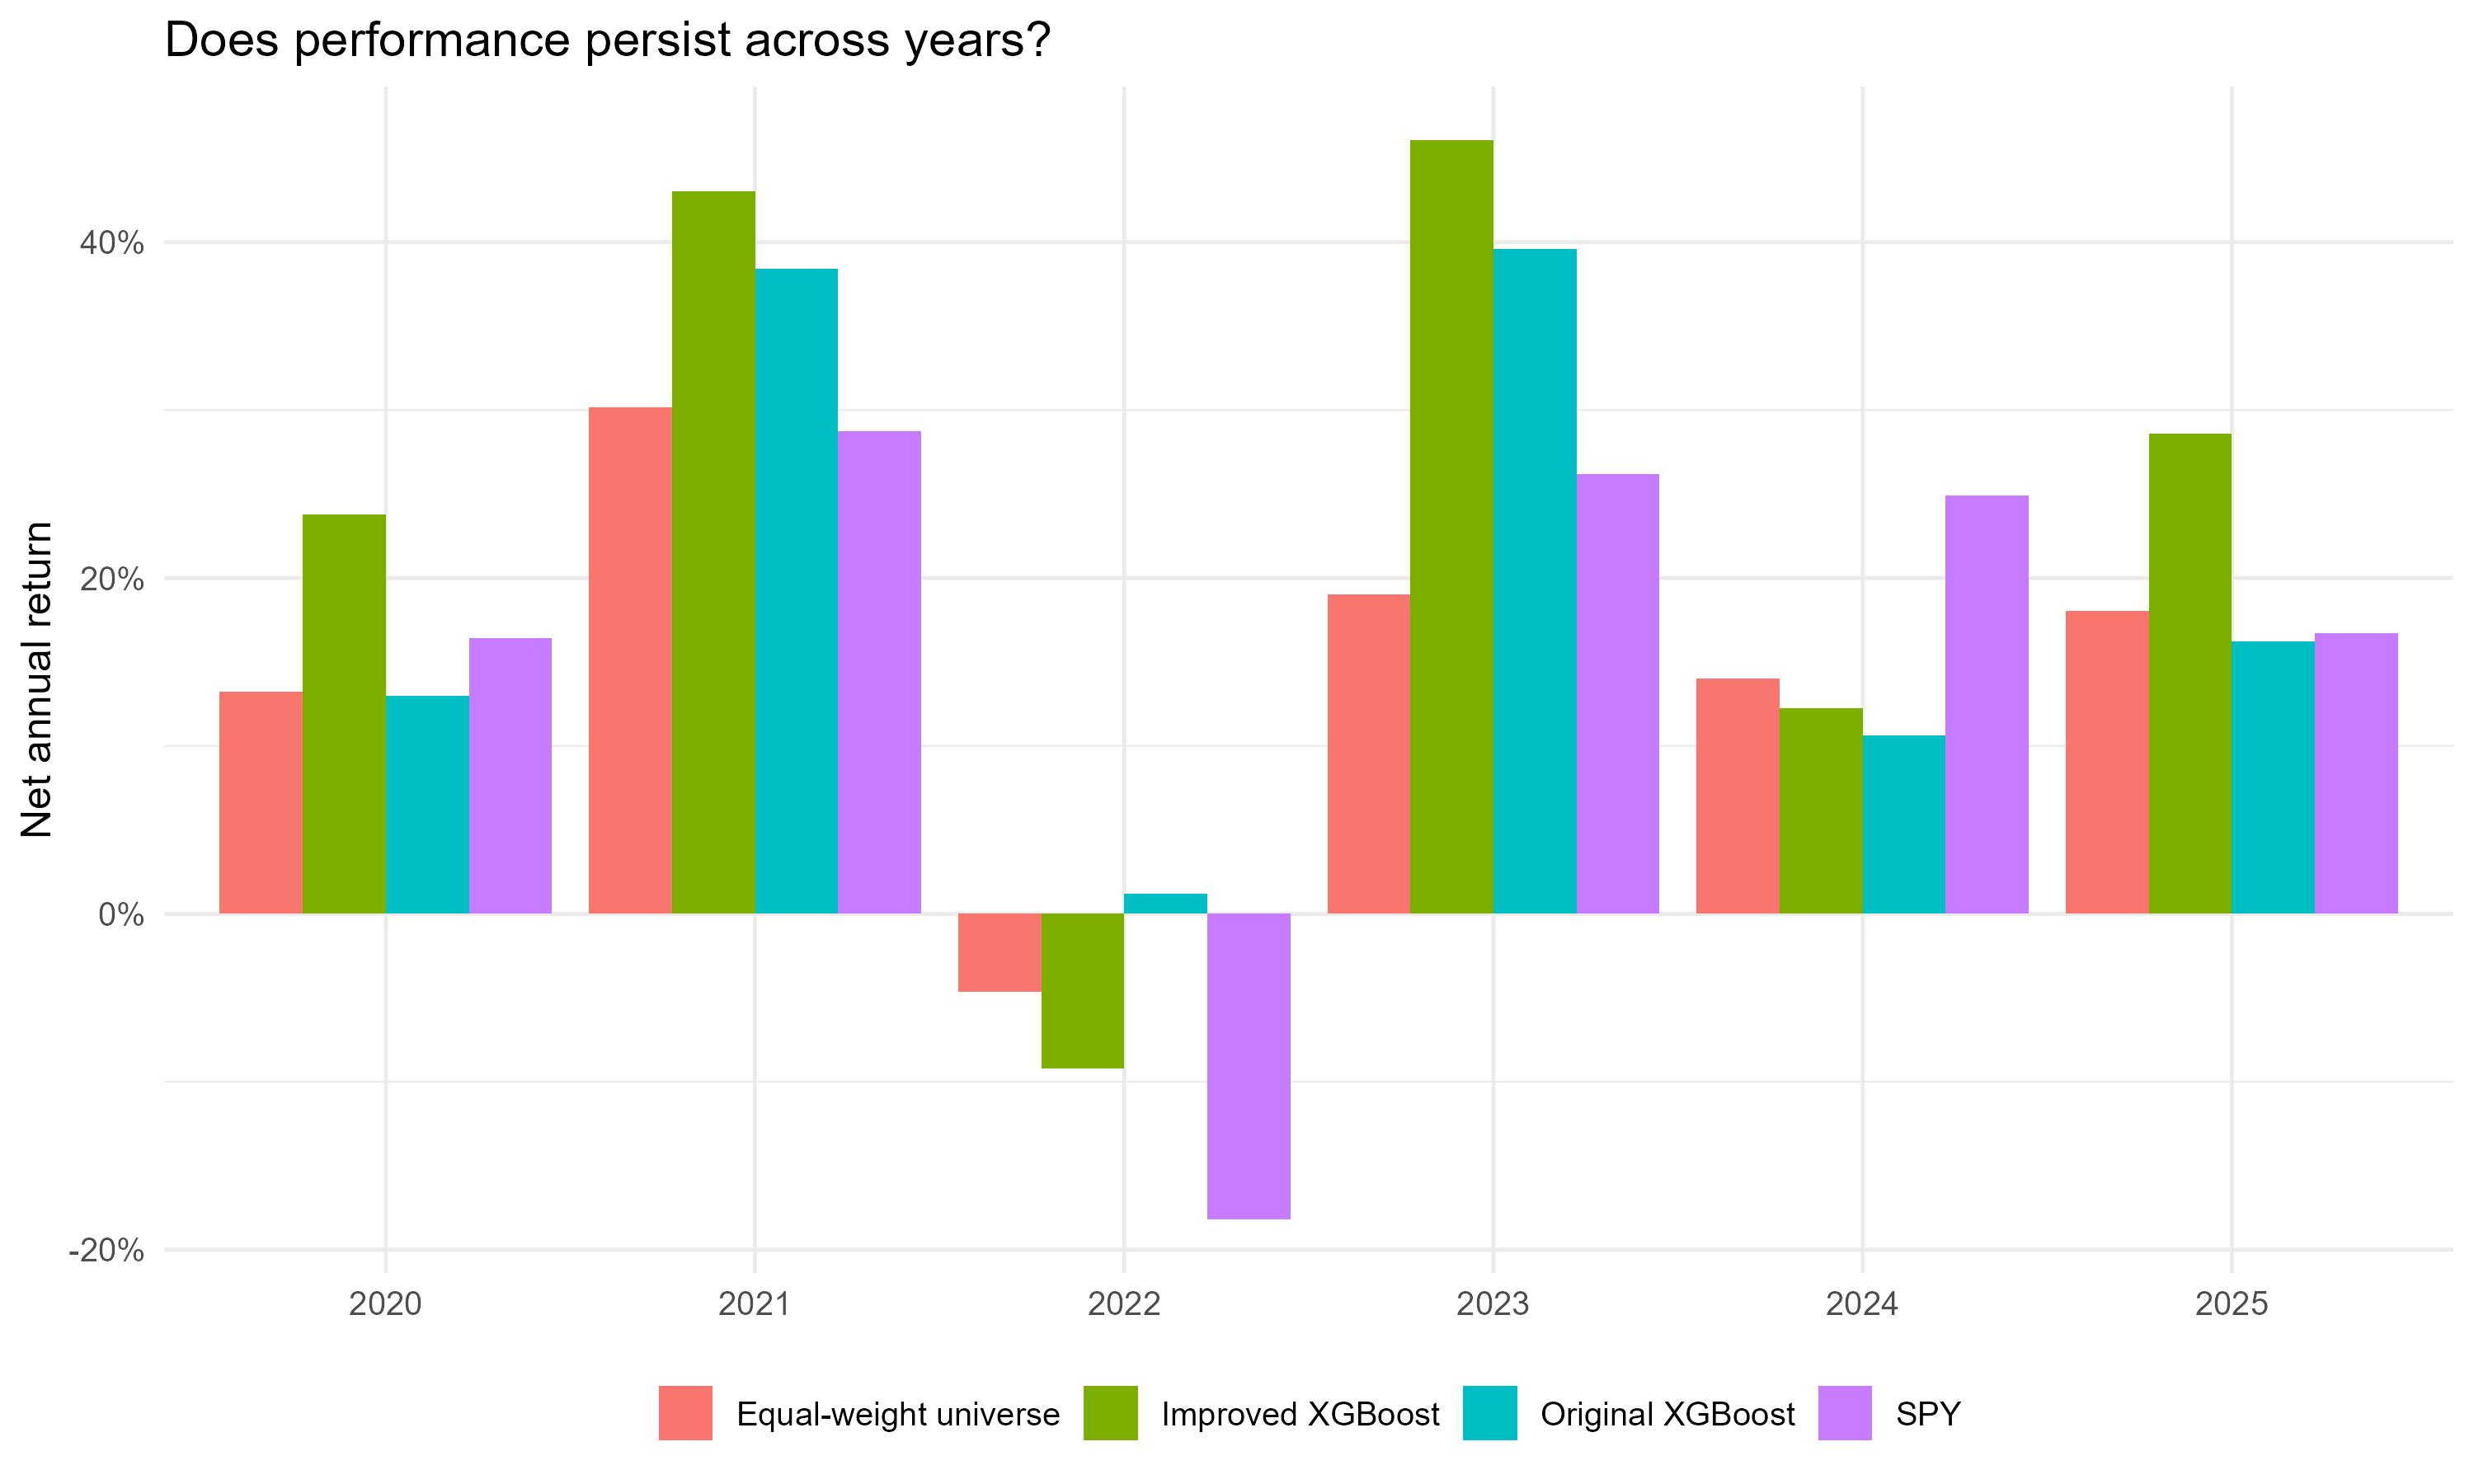 Does performance persist across years?
Net annual return
40%
20%
0%
-20%
2020 2021 2022 2023 2024 2025
Equal-weight universe Improved XGBoost Original XGBoost SPY